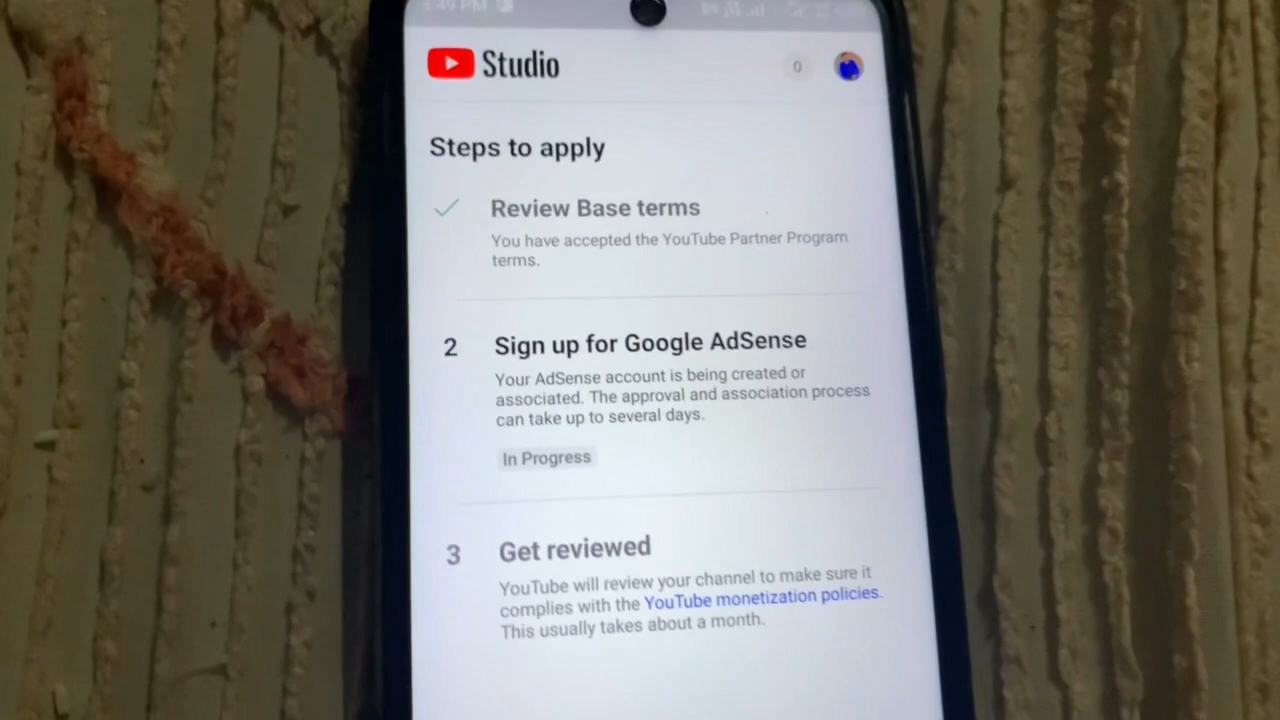 5:49 PM
Studio
0
Steps to apply
Review Base terms
You have accepted the YouTube Partner Program
terms.
2
Sign up for Google AdSense
Your AdSense account is being created or
associated. The approval and association process
can take up to several days.
In Progress
3
Get reviewed
YouTube will review your channel to make sure it
complies with the YouTube monetization policies.
This usually takes about a month.